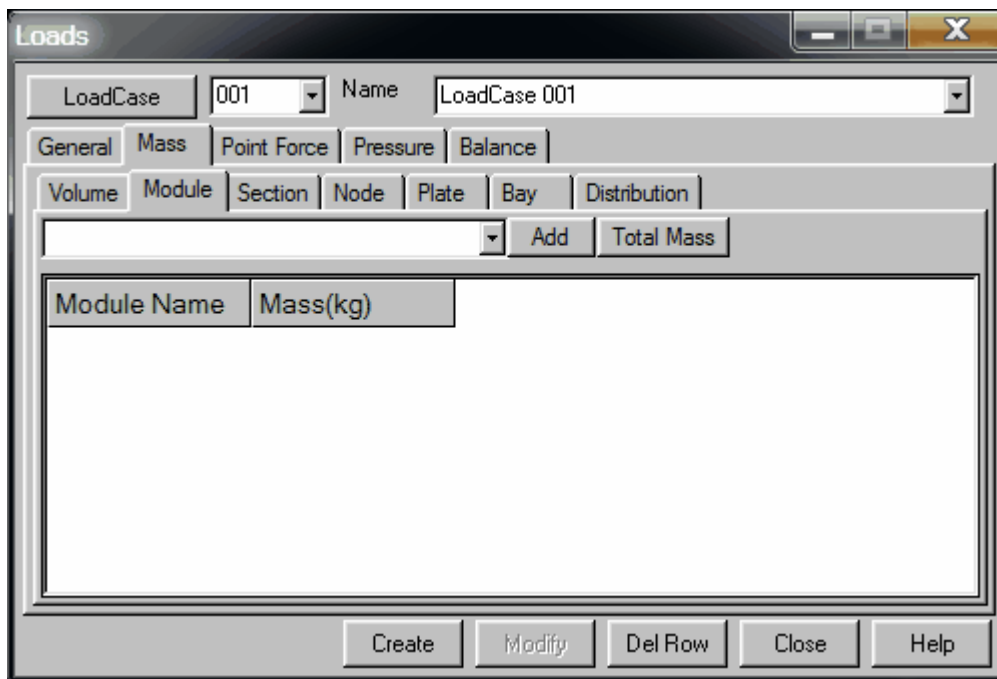 Loads
LoadCase 001 Name LoadCase 001
General Mass Point Force Pressure Balance
Volume Module Section Node Plate Bay Distribution
Add Total Mass
Module Name Mass(kg)
Create Modify Del Row Close Help